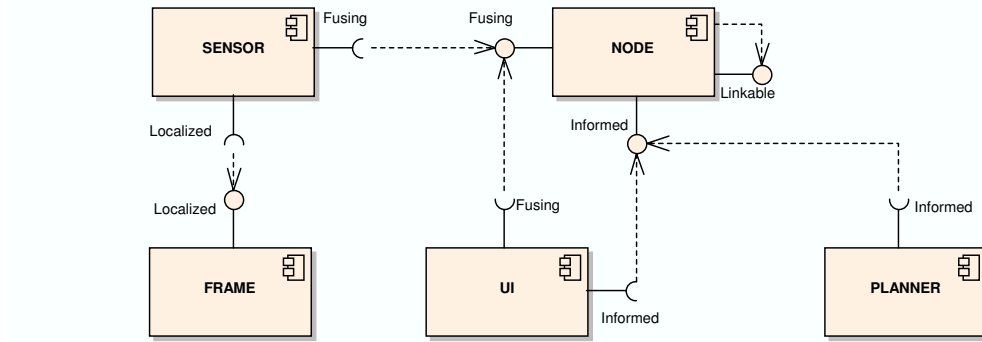 Fusing
Fusing
SENSOR
NODE
Linkable
Localized
Informed
Localized
Fusing
Informed
FRAME
UI
PLANNER
Informed